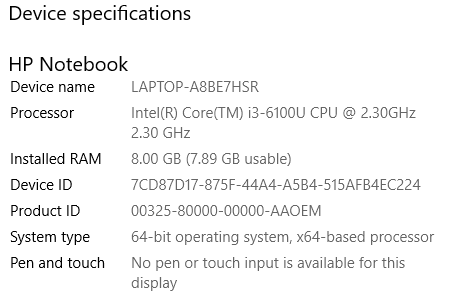 Device specifications
HP Notebook
Device name LAPTOP-A8BE7HSR
Processor Intel(R) Core(TM) i3-6100U CPU @ 2.30GHz
2.30 GHz
Installed RAM 8.00 GB (7.89 GB usable)
Device ID 7CD87D17-875F-44A4-A5B4-515AFB4EC224
Product ID 00325-80000-00000-AAOEM
System type 64-bit operating system, x64-based processor
Pen and touch No pen or touch input is available for this
display